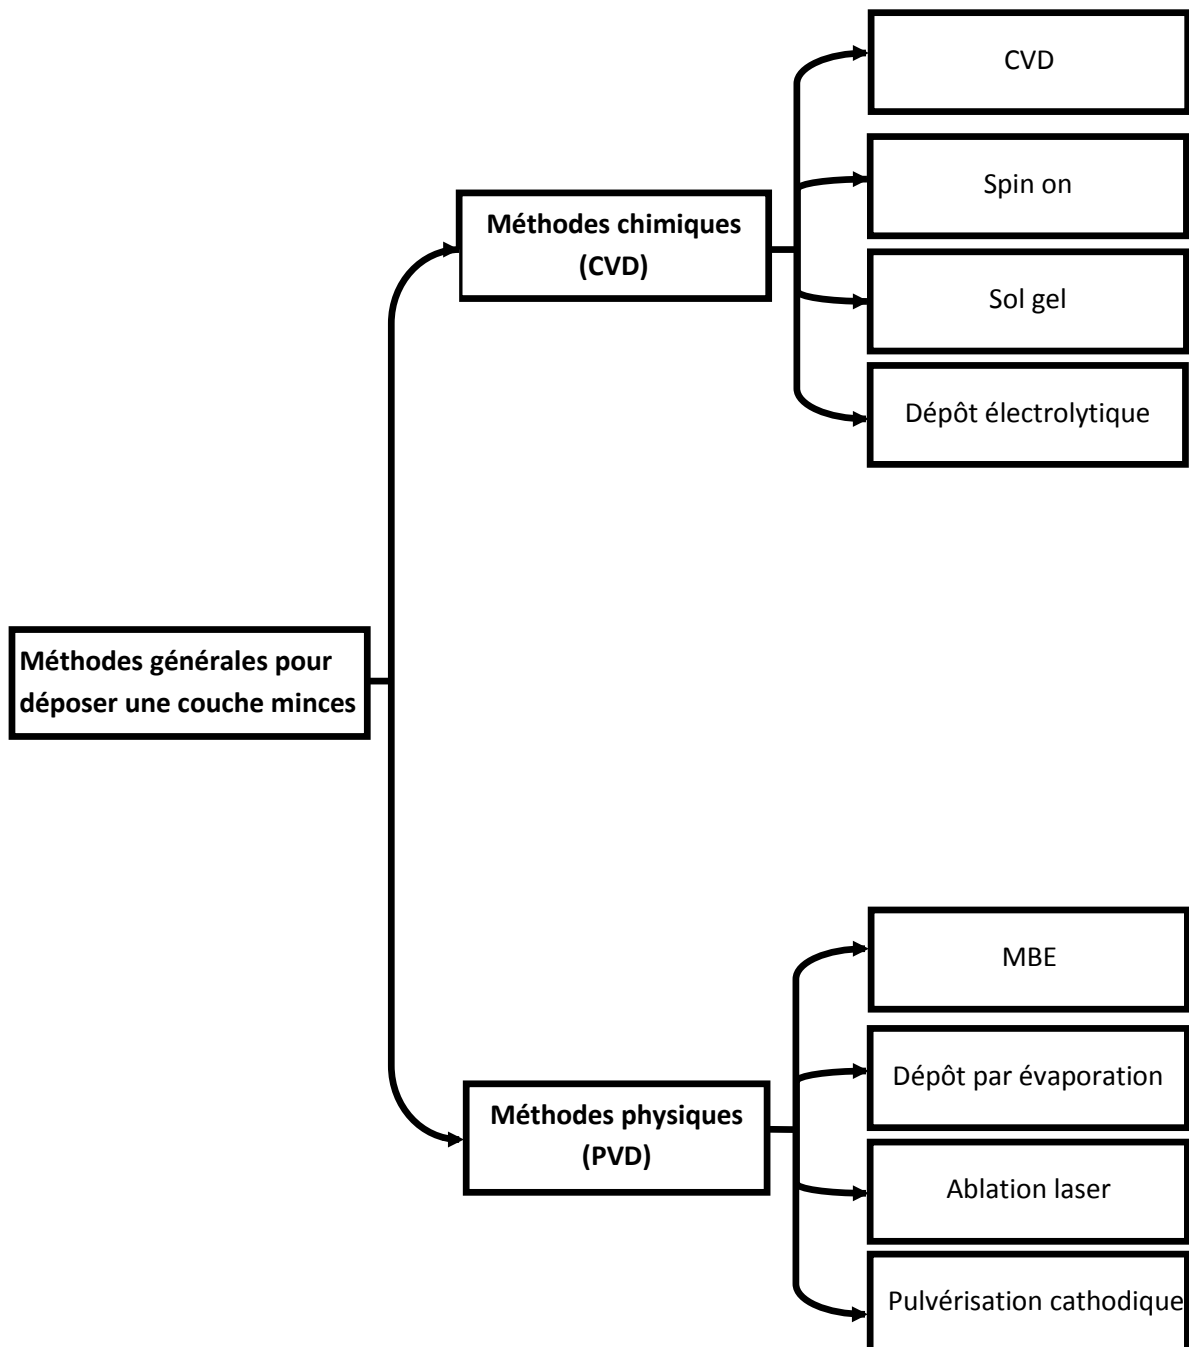 CVD
Spin on
Méthodes chimiques
(CVD)
Sol gel
Dépôt électrolytique
Méthodes générales pour
déposer une couche minces
MBE
Dépôt par évaporation
Méthodes physiques
(PVD)
Ablation laser
Pulvérisation cathodique